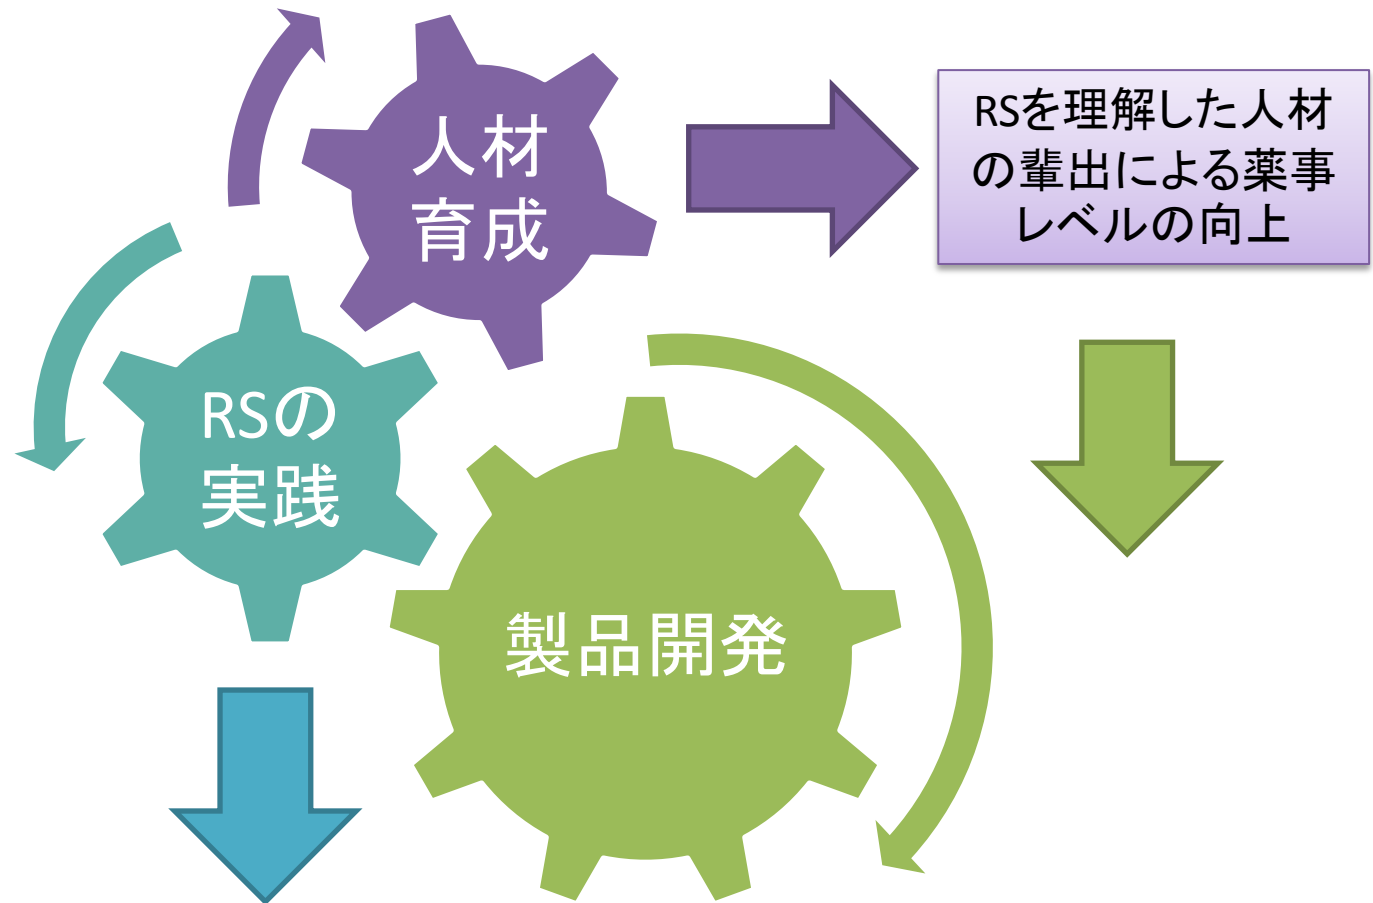 人材
育成
RSを理解した人材
の輩出による薬事
レベルの向上
RSの
実践
製品開発